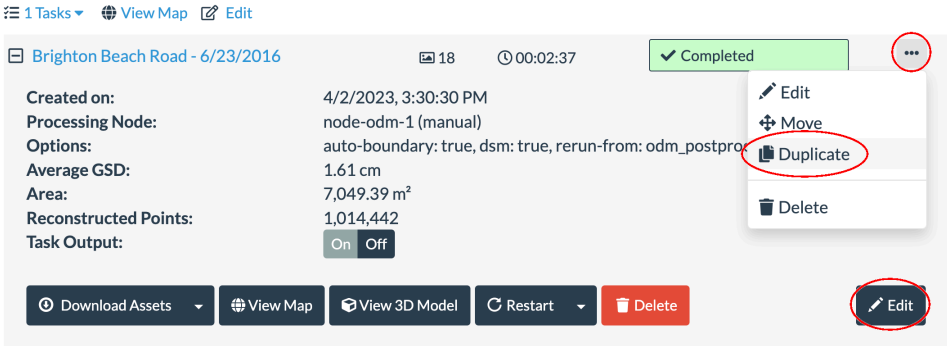 1 Tasks View Map Edit
Brighton Beach Road - 6/23/2016 18 00:02:37 Completed
Edit
Move
Duplicate
Delete
Created on: 4/2/2023, 3:30:30 PM
Processing Node: node-odm-1 (manual)
Options: auto-boundary: true, dsm: true, rerun-from: odm_postproc
Average GSD: 1.61 cm
Area: 7,049.39 m²
Reconstructed Points: 1,014,442
Task Output: On Off
Download Assets View Map View 3D Model Restart Delete Edit